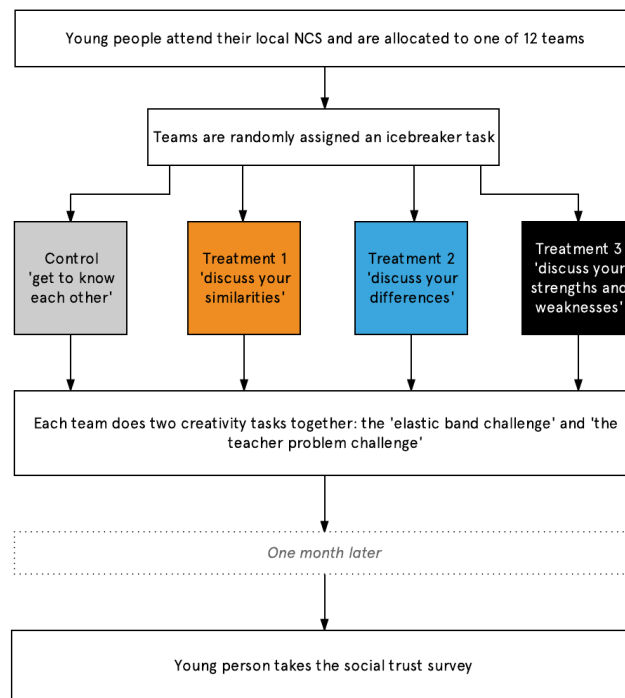 Young people attend their local NCS and are allocated to one of 12 teams
Teams are randomly assigned an icebreaker task
Control
'get to know
each other'
Treatment 1
'discuss your
similarities'
Treatment 2
'discuss your
differences'
Treatment 3
'discuss your
strengths and
weaknesses'
Each team does two creativity tasks together: the 'elastic band challenge' and 'the
teacher problem challenge'
One month later
Young person takes the social trust survey